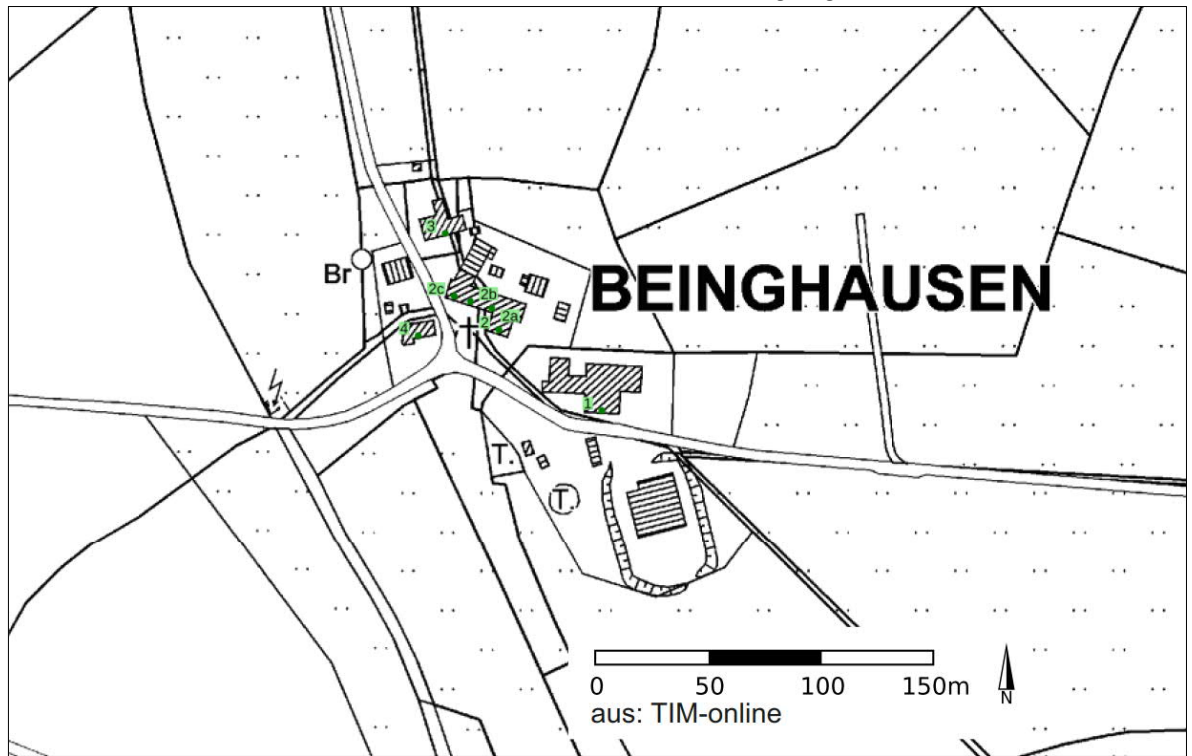 3
Br
2c
2b
BEINGHAUSEN
2
2a
4
1
T.
T.
0 50 100 150m
N
aus: TIM-online